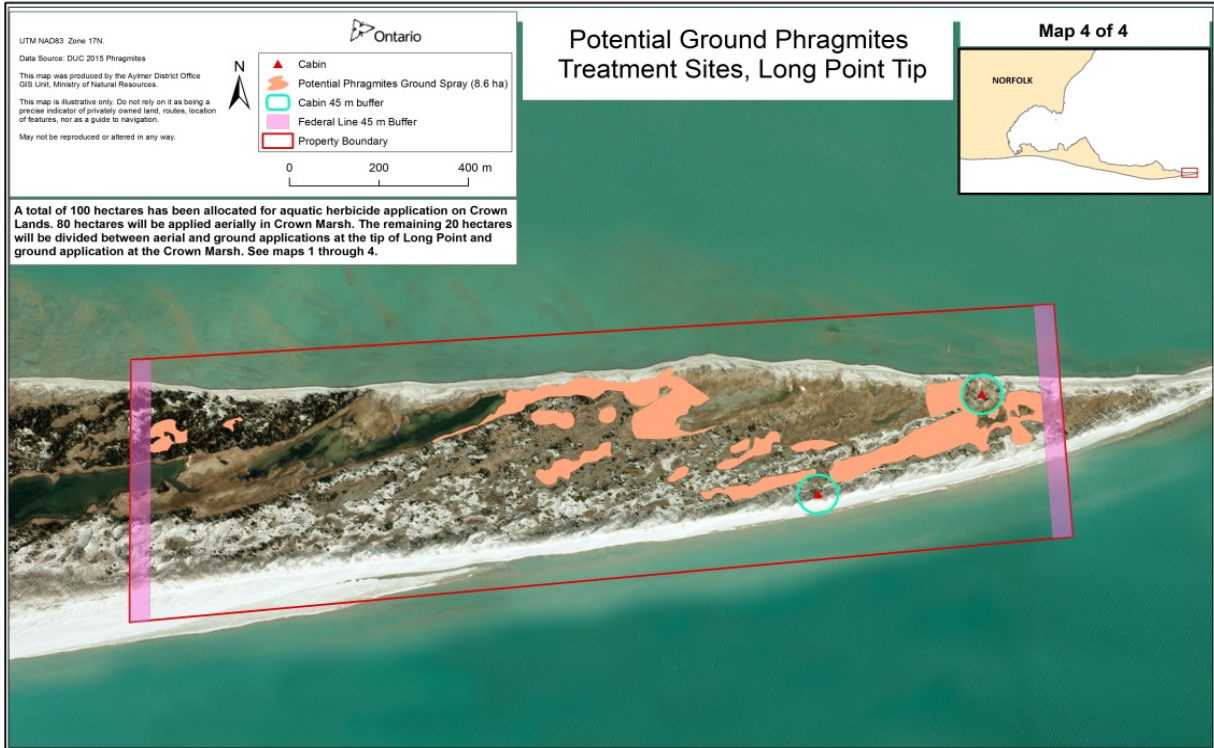 UTM NAD83 Zone 17N.
Data Source: DUC 2015 Phragmites
This map was produced by the Aylmer District Office
GIS Unit, Ministry of Natural Resources.
This map is illustrative only. Do not rely on it as being a
precise indicator of privately owned land, routes, location
of features, nor as a guide to navigation.
May not be reproduced or altered in any way.
Ontario
N
Cabin
Potential Phragmites Ground Spray (8.6 ha)
Cabin 45 m buffer
Federal Line 45 m Buffer
Property Boundary
0 200 400 m
A total of 100 hectares has been allocated for aquatic herbicide application on Crown
Lands. 80 hectares will be applied aerially in Crown Marsh. The remaining 20 hectares
will be divided between aerial and ground applications at the tip of Long Point and
ground application at the Crown Marsh. See maps 1 through 4.
Potential Ground Phragmites
Treatment Sites, Long Point Tip
Map 4 of 4
NORFOLK